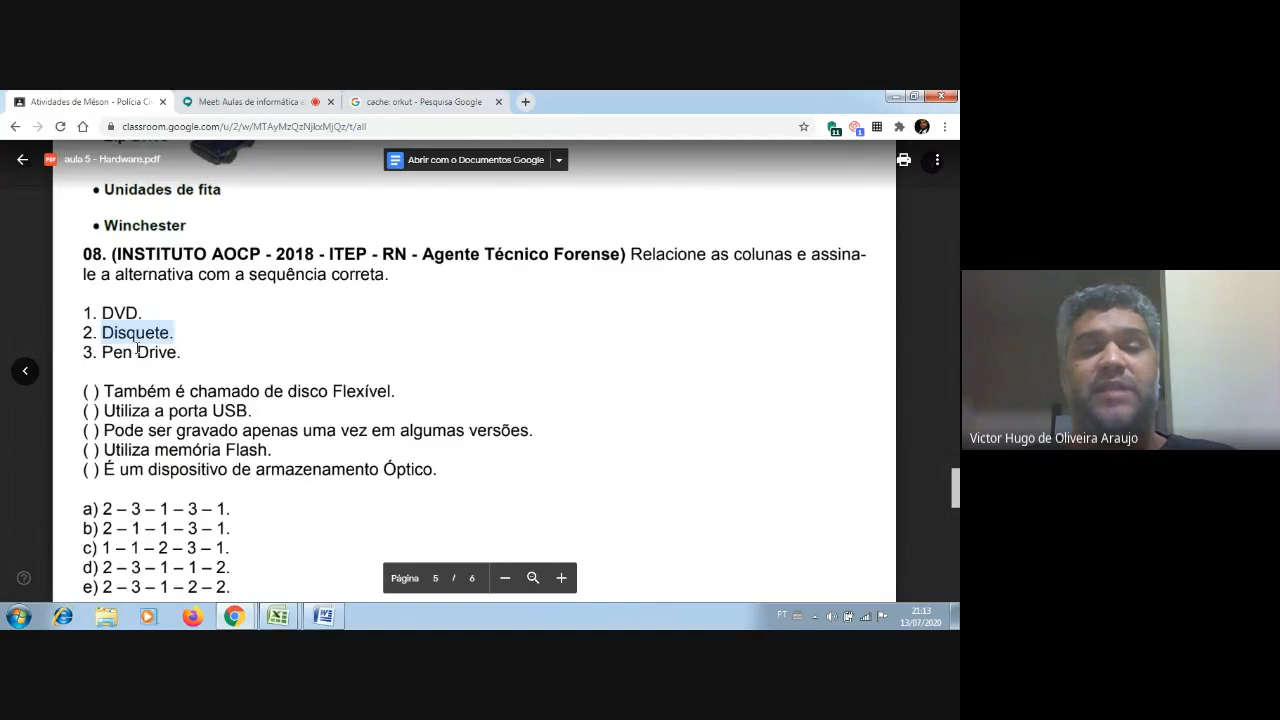 Atividades de Méson - Polícia Ci
Meet: Aulas de informática e
cache: orkut - Pesquisa Google
classroom.google.com/u/2/w/MTAyMzQzNjkxMjQz/t/all
11
1
PDF
aula 5 - Hardware.pdf
Abrir com o Documentos Google
• Unidades de fita
• Winchester
08. (INSTITUTO AOCP - 2018 - ITEP - RN - Agente Técnico Forense) Relacione as colunas e assina-
le a alternativa com a sequência correta.
1. DVD.
2. Disquete.
3. Pen Drive.
( ) Também é chamado de disco Flexível.
( ) Utiliza a porta USB.
( ) Pode ser gravado apenas uma vez em algumas versões.
( ) Utiliza memória Flash.
( ) É um dispositivo de armazenamento Óptico.
a) 2 – 3 – 1 – 3 – 1.
b) 2 – 1 – 1 – 3 – 1.
c) 1 – 1 – 2 – 3 – 1.
d) 2 – 3 – 1 – 1 – 2.
e) 2 – 3 – 1 – 2 – 2.
Página 5 / 6
Victor Hugo de Oliveira Araujo
PT
21:13
13/07/2020